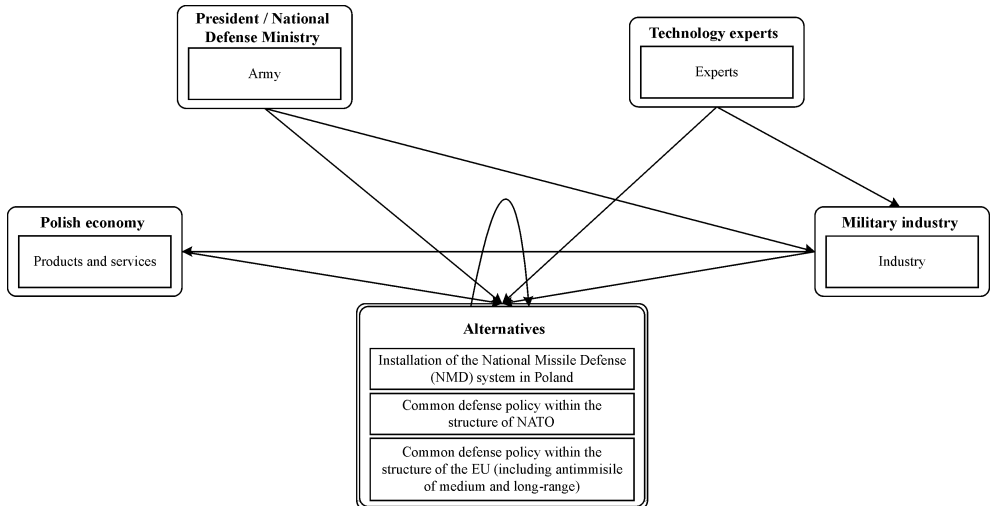 President / National
Defense Ministry
Army
Technology experts
Experts
Polish economy
Products and services
Military industry
Industry
Alternatives
Installation of the National Missile Defense
(NMD) system in Poland
Common defense policy within the
structure of NATO
Common defense policy within the
structure of the EU (including antimmisile
of medium and long-range)